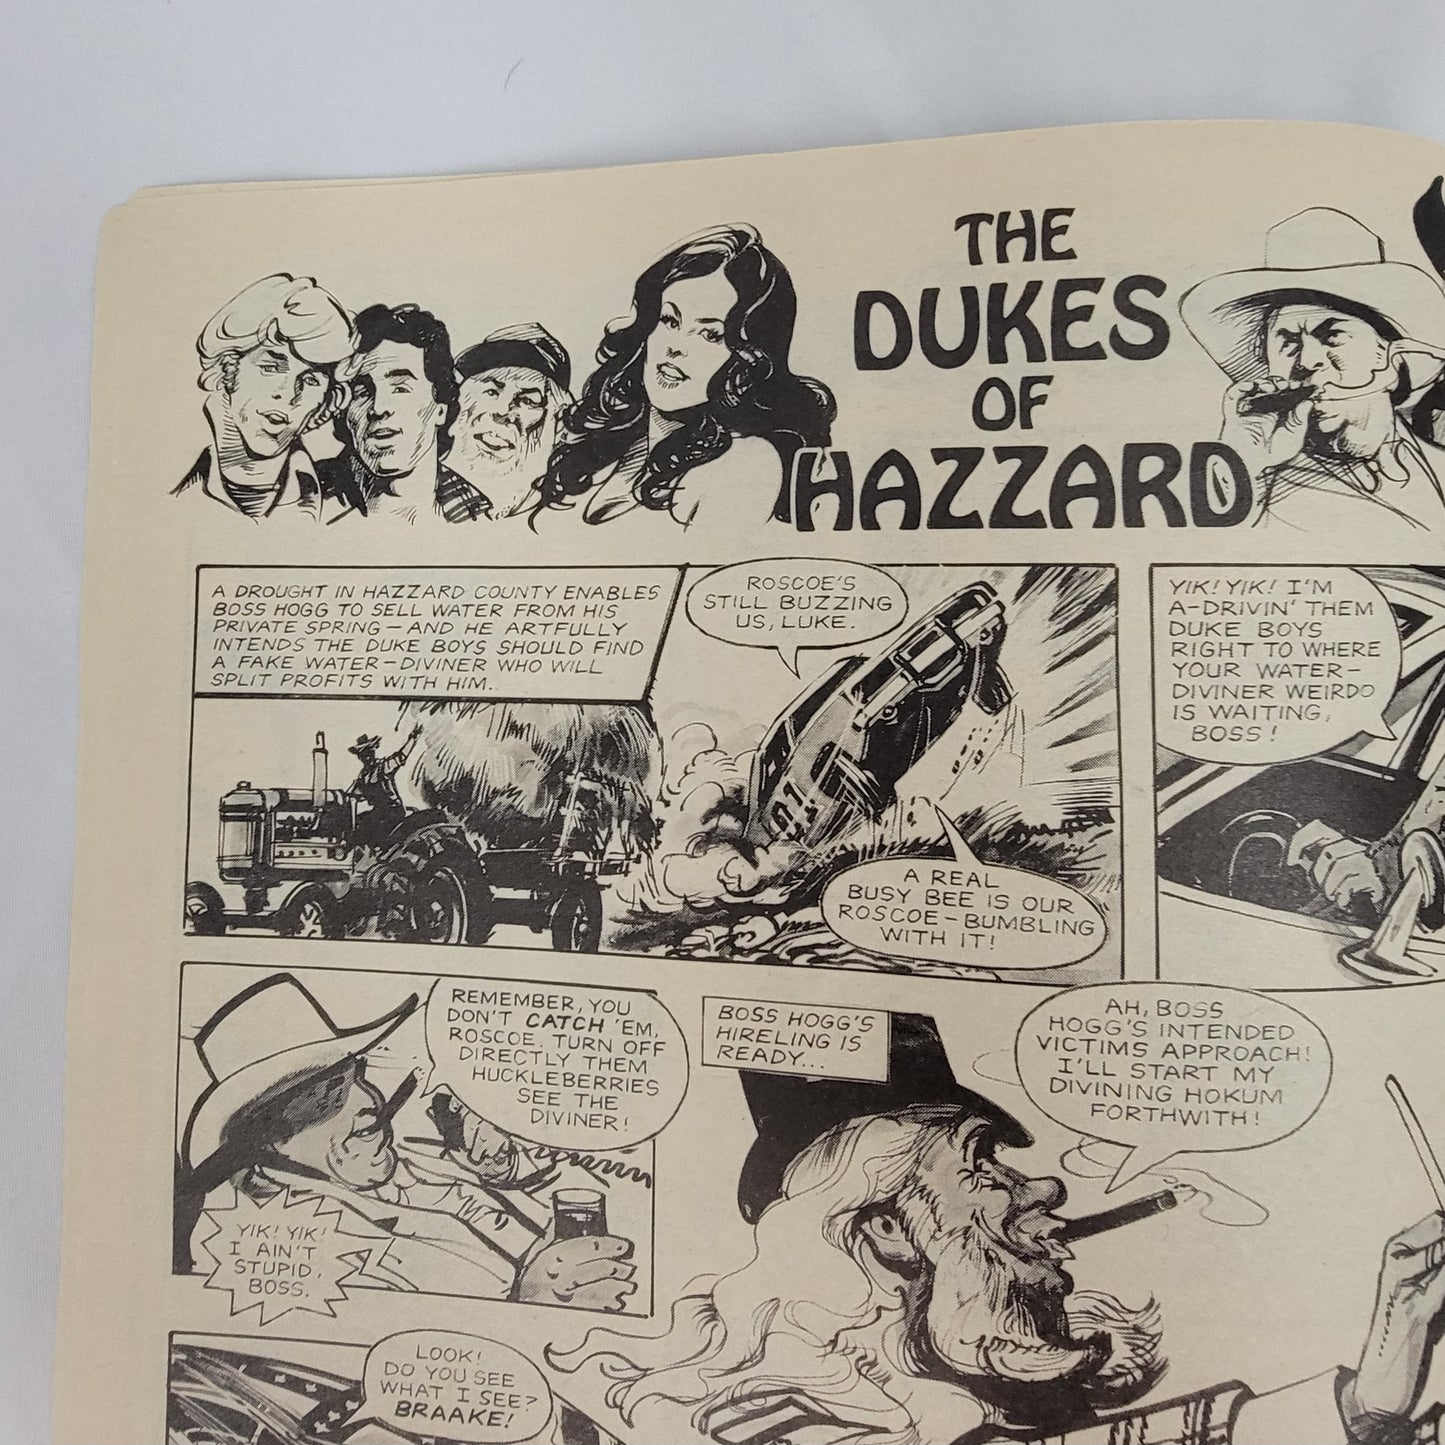 THE
DUKES
OF
HAZZARD
A DROUGHT IN HAZZARD COUNTY ENABLES
BOSS HOGG TO SELL WATER FROM HIS
PRIVATE SPRING—AND HE ARTFULLY
INTENDS THE DUKE BOYS SHOULD FIND
A FAKE WATER-DIVINER WHO WILL
SPLIT PROFITS WITH HIM..
ROSCOE'S
STILL BUZZING
US, LUKE.
01
A REAL
BUSY BEE IS OUR
ROSCOE-BUMBLING
WITH IT!
YIK! YIK! I'M
A-DRIVIN' THEM
DUKE BOYS
RIGHT TO WHERE
YOUR WATER-
DIVINER WEIRDO
IS WAITING,
BOSS!
REMEMBER, YOU
DON'T CATCH 'EM,
ROSCOE. TURN OFF
DIRECTLY THEM
HUCKLEBERRIES
SEE THE
DIVINER!
YIK! YIK!
I AIN'T
STUPID,
BOSS.
BOSS HOGG'S
HIRELING IS
READY...
AH, BOSS
HOGG'S INTENDED
VICTIMS APPROACH!
I'LL START MY
DIVINING HOKUM
FORTHWITH!
LOOK!
DO YOU SEE
WHAT I SEE?
BRAAKE!